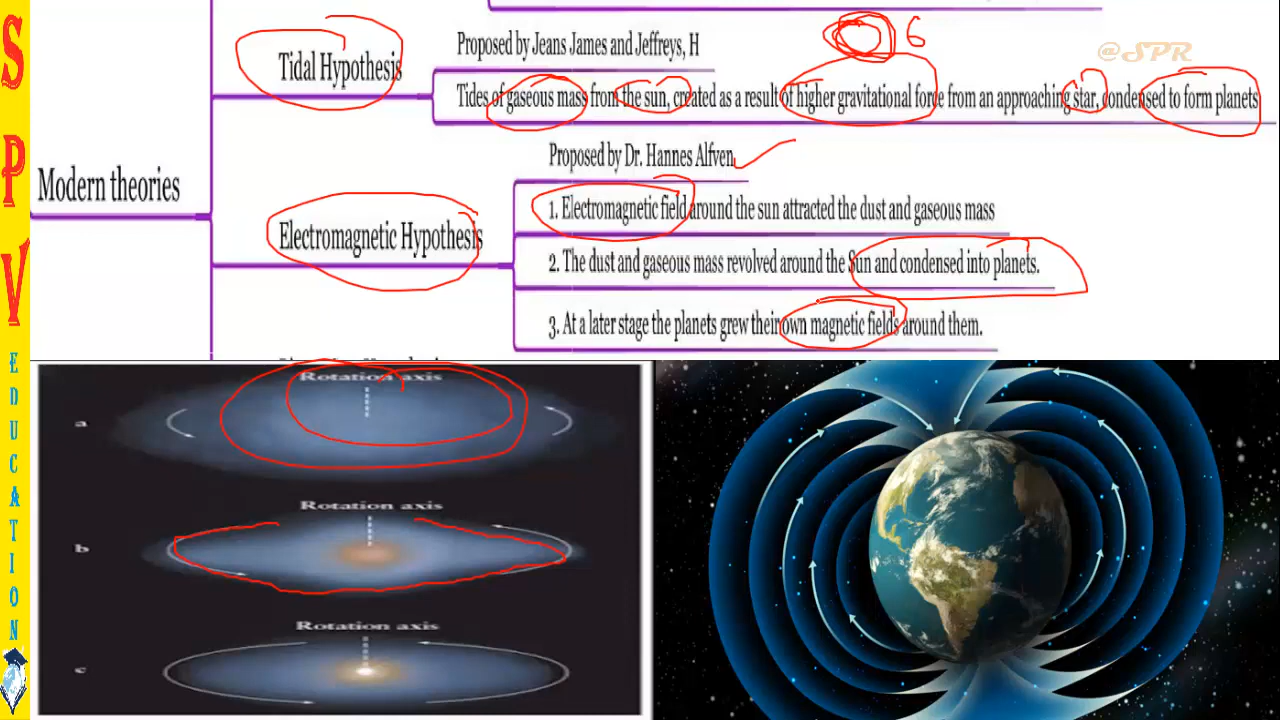 SPV EDUCATION
@SPR
6
Tidal Hypothesis
Proposed by Jeans James and Jeffreys, H
Tides of gaseous mass from the sun, created as a result of higher gravitational force from an approaching star, condensed to form planets
Modern theories
Electromagnetic Hypothesis
Proposed by Dr. Hannes Alfven
1. Electromagnetic field around the sun attracted the dust and gaseous mass
2. The dust and gaseous mass revolved around the Sun and condensed into planets.
3. At a later stage the planets grew their own magnetic fields around them.
Rotation axis
a
Rotation axis
b
Rotation axis
c